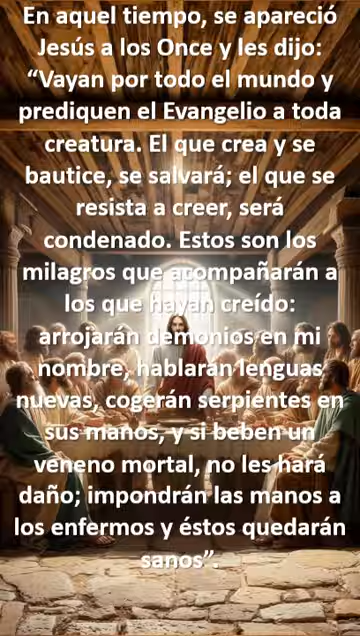 En aquel tiempo, se apareció
Jesús a los Once y les dijo:
“Vayan por todo el mundo y
prediquen el Evangelio a toda
creatura. El que crea y se
bautice, se salvará; el que se
resista a creer, será
condenado. Estos son los
milagros que acompañarán a
los que hayan creído:
arrojarán demonios en mi
nombre, hablarán lenguas
nuevas, cogerán serpientes en
sus manos, y si beben un
veneno mortal, no les hará
daño; impondrán las manos a
los enfermos y éstos quedarán
sanos”.